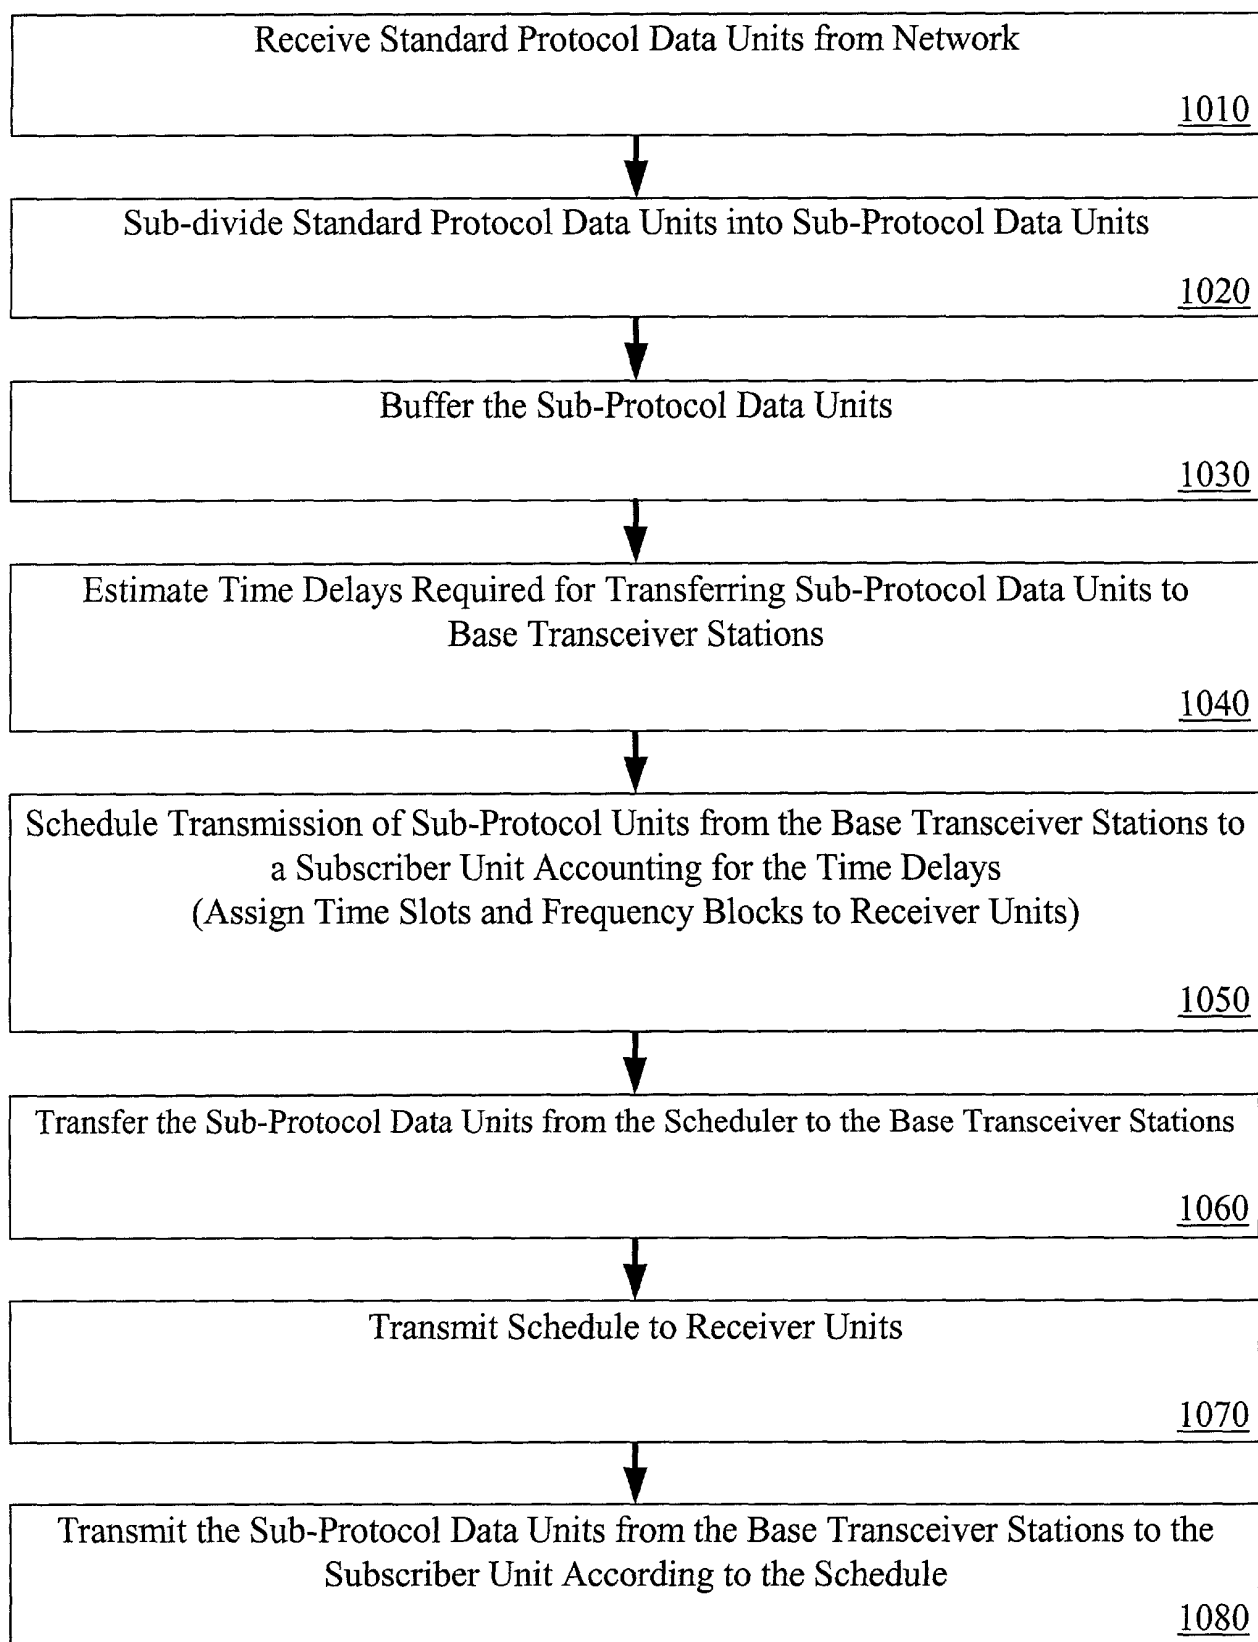 Receive Standard Protocol Data Units from Network
1010
Sub-divide Standard Protocol Data Units into Sub-Protocol Data Units
1020
Buffer the Sub-Protocol Data Units
1030
Estimate Time Delays Required for Transferring Sub-Protocol Data Units to
Base Transceiver Stations
1040
Schedule Transmission of Sub-Protocol Units from the Base Transceiver Stations to
a Subscriber Unit Accounting for the Time Delays
(Assign Time Slots and Frequency Blocks to Receiver Units)
1050
Transfer the Sub-Protocol Data Units from the Scheduler to the Base Transceiver Stations
1060
Transmit Schedule to Receiver Units
1070
Transmit the Sub-Protocol Data Units from the Base Transceiver Stations to the
Subscriber Unit According to the Schedule
1080